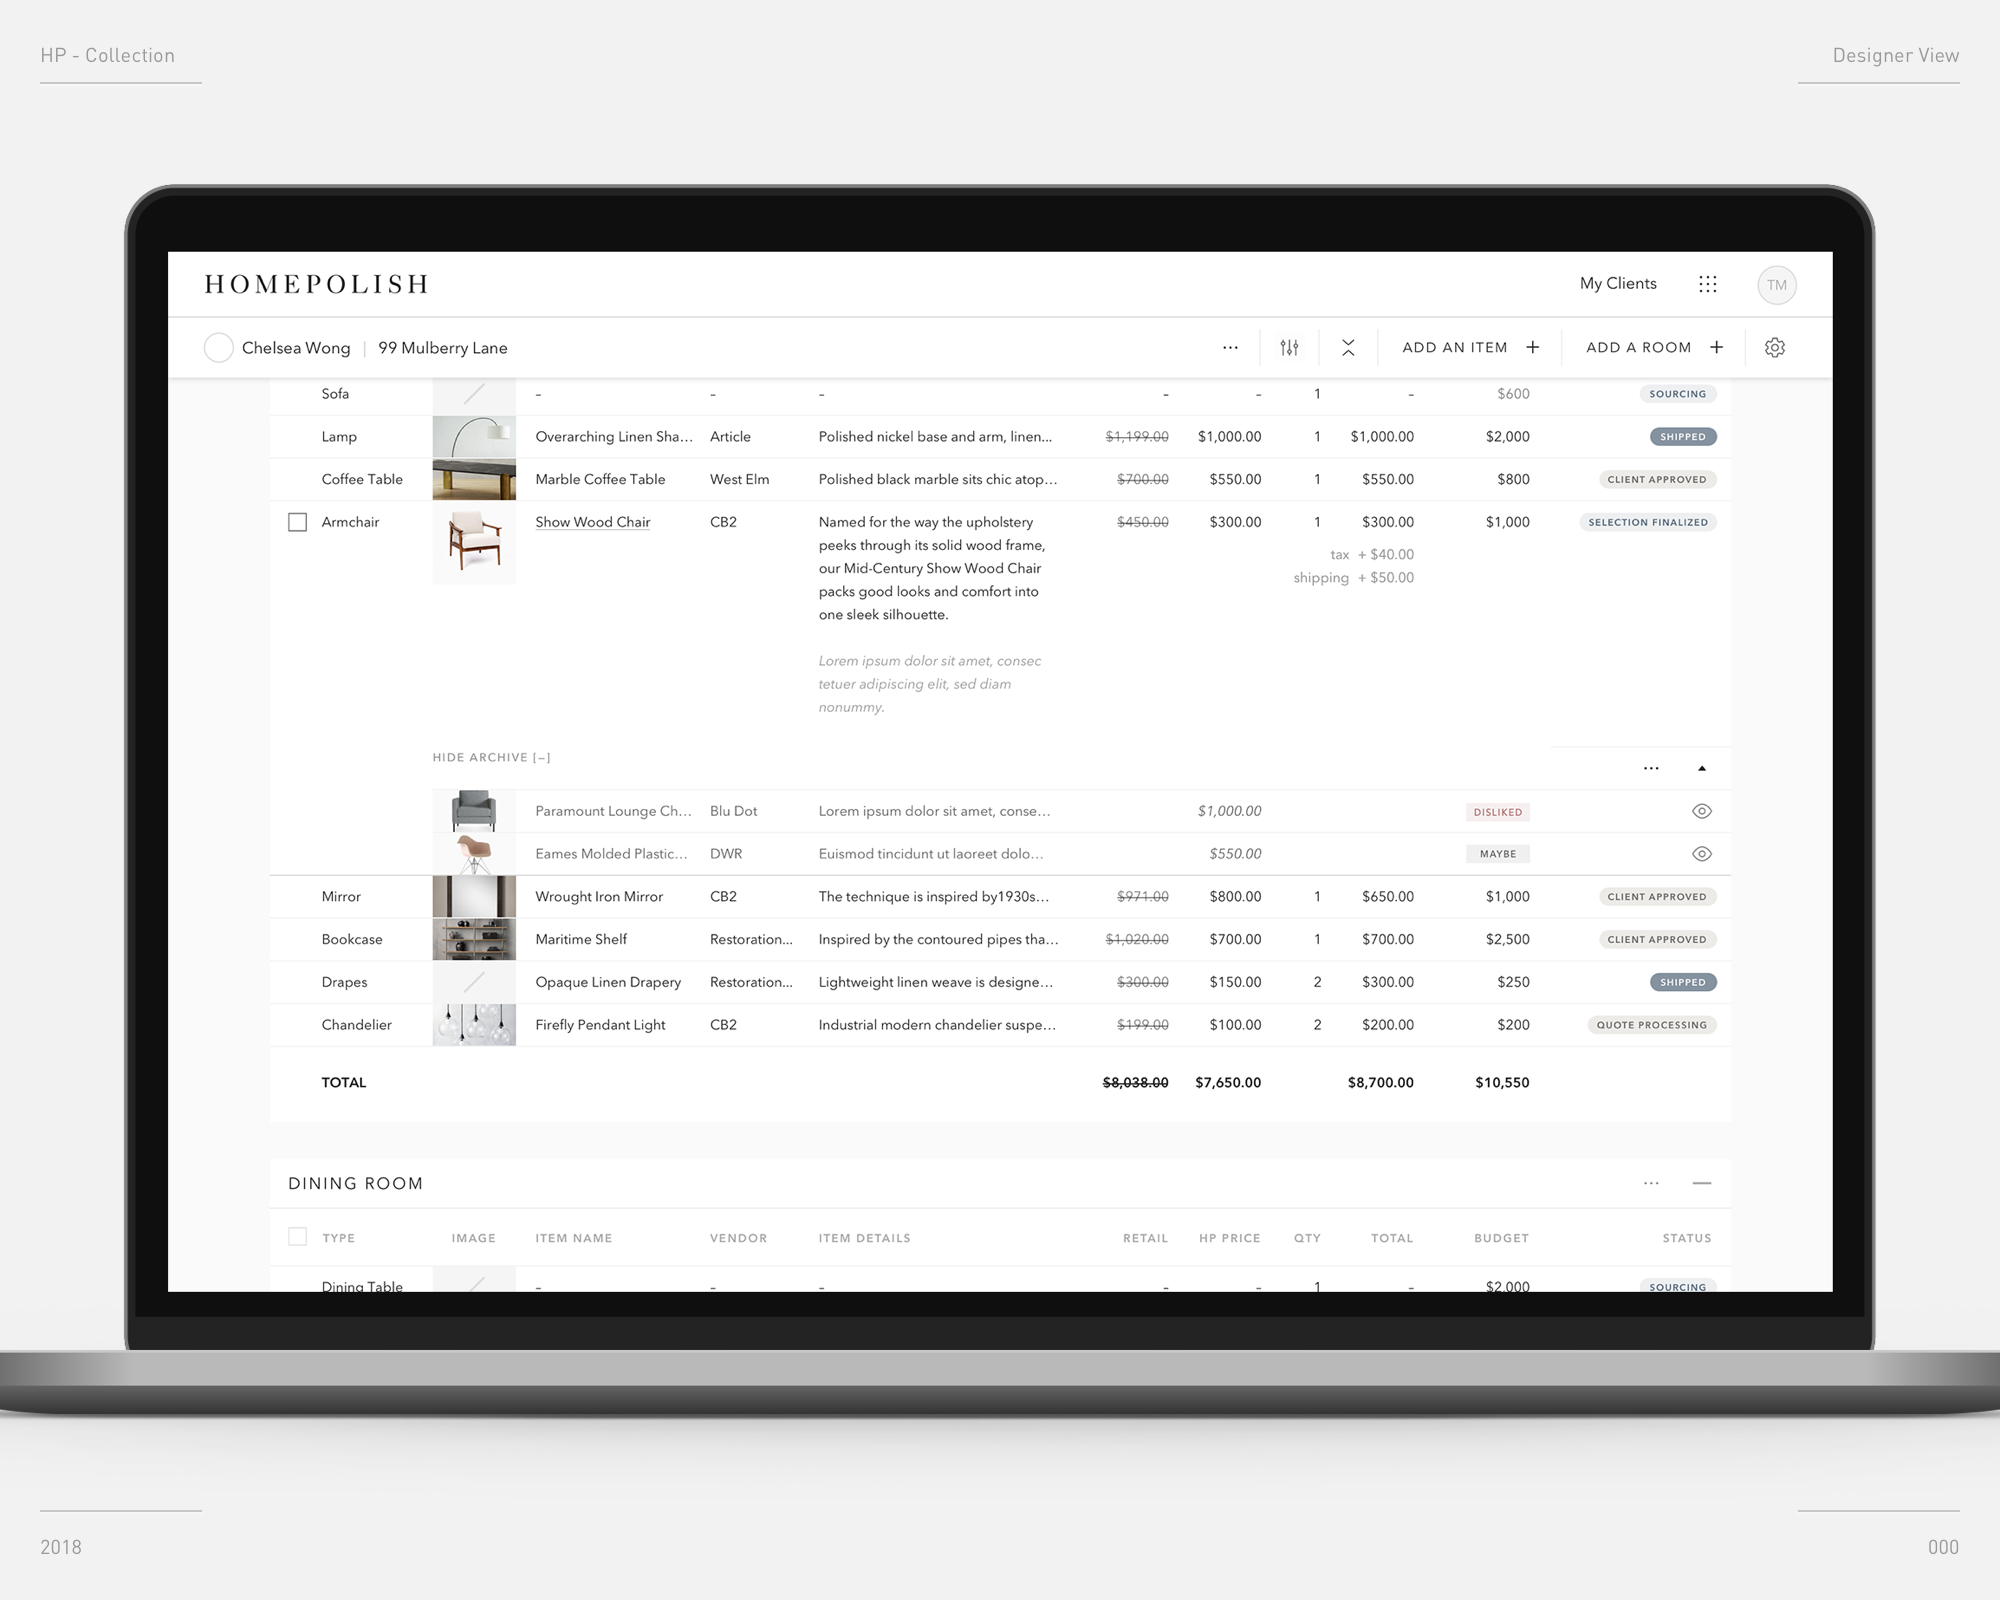 HP - Collection
Designer View
HOMEPOLISH
My Clients
TM
Chelsea Wong | 99 Mulberry Lane
...
ADD AN ITEM +
ADD A ROOM +
Sofa - - - - - 1 - $600 SOURCING
Lamp Overarching Linen Sha... Article Polished nickel base and arm, linen... $1,199.00 $1,000.00 1 $1,000.00 $2,000 SHIPPED
Coffee Table Marble Coffee Table West Elm Polished black marble sits chic atop... $700.00 $550.00 1 $550.00 $800 CLIENT APPROVED
Armchair Show Wood Chair CB2 Named for the way the upholstery $450.00 $300.00 1 $300.00 $1,000 SELECTION FINALIZED
peeks through its solid wood frame,
tax + $40.00
our Mid-Century Show Wood Chair
shipping + $50.00
packs good looks and comfort into
one sleek silhouette.
Lorem ipsum dolor sit amet, consec
tetuer adipiscing elit, sed diam
nonummy.
HIDE ARCHIVE [–]
...
Paramount Lounge Ch... Blu Dot Lorem ipsum dolor sit amet, conse... $1,000.00 DISLIKED
Eames Molded Plastic... DWR Euismod tincidunt ut laoreet dolo... $550.00 MAYBE
Mirror Wrought Iron Mirror CB2 The technique is inspired by1930s... $971.00 $800.00 1 $650.00 $1,000 CLIENT APPROVED
Bookcase Maritime Shelf Restoration... Inspired by the contoured pipes tha... $1,020.00 $700.00 1 $700.00 $2,500 CLIENT APPROVED
Drapes Opaque Linen Drapery Restoration... Lightweight linen weave is designe... $300.00 $150.00 2 $300.00 $250 SHIPPED
Chandelier Firefly Pendant Light CB2 Industrial modern chandelier suspe... $199.00 $100.00 2 $200.00 $200 QUOTE PROCESSING
TOTAL $8,038.00 $7,650.00 $8,700.00 $10,550
DINING ROOM
...
TYPE IMAGE ITEM NAME VENDOR ITEM DETAILS RETAIL HP PRICE QTY TOTAL BUDGET STATUS
Dining Table - - - - - 1 - $2,000 SOURCING
2018
000